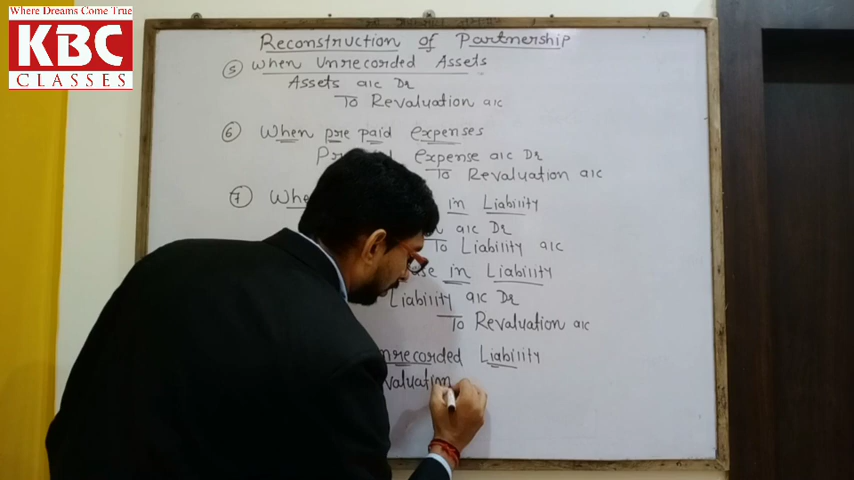 Where Dreams Come True
KBC
CLASSES
Reconstruction of Partnership
5 When Unrecorded Assets
Assets a/c Dr
To Revaluation a/c
6 When pre paid expenses
expense a/c Dr
To Revaluation a/c
7 in Liability
a/c Dr
To Liability a/c
in Liability
Liability a/c Dr
To Revaluation a/c
Liability